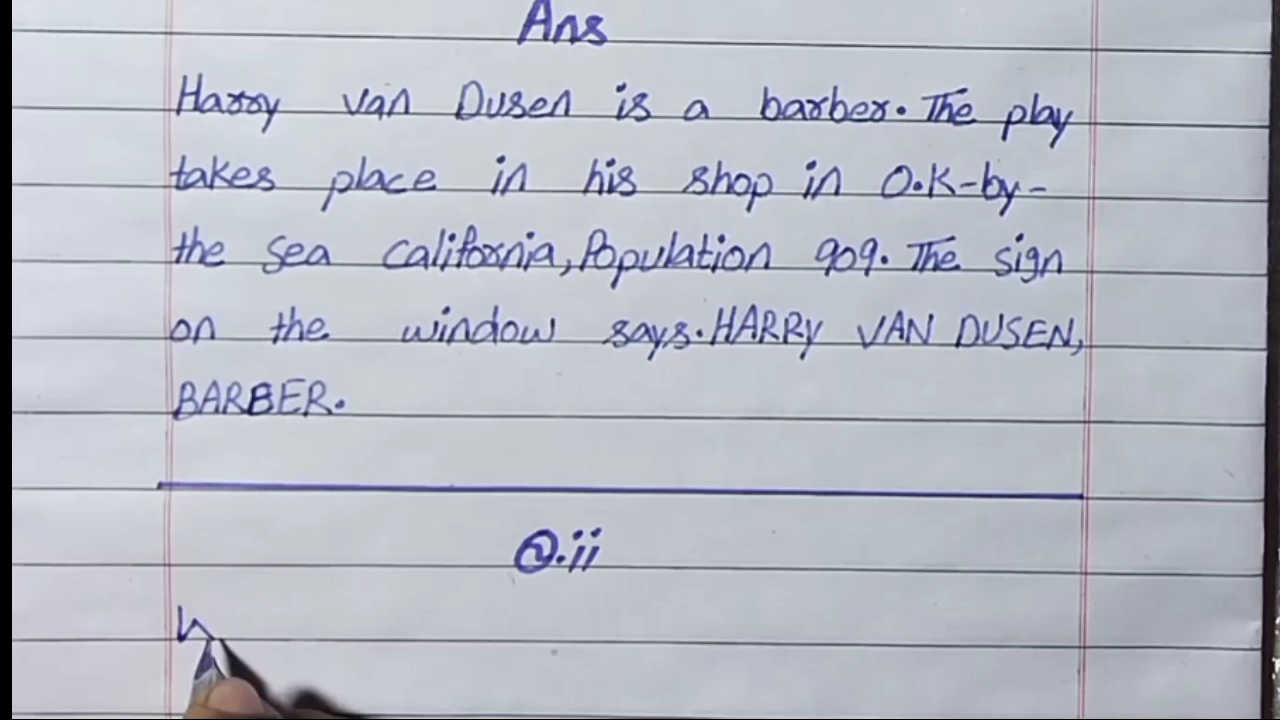 Ans
Harry van Dusen is a barber. The play
takes place in his shop in O.K-by-
the sea california, Population 909. The sign
on the window says. HARRY VAN DUSEN,
BARBER.
Q.ii